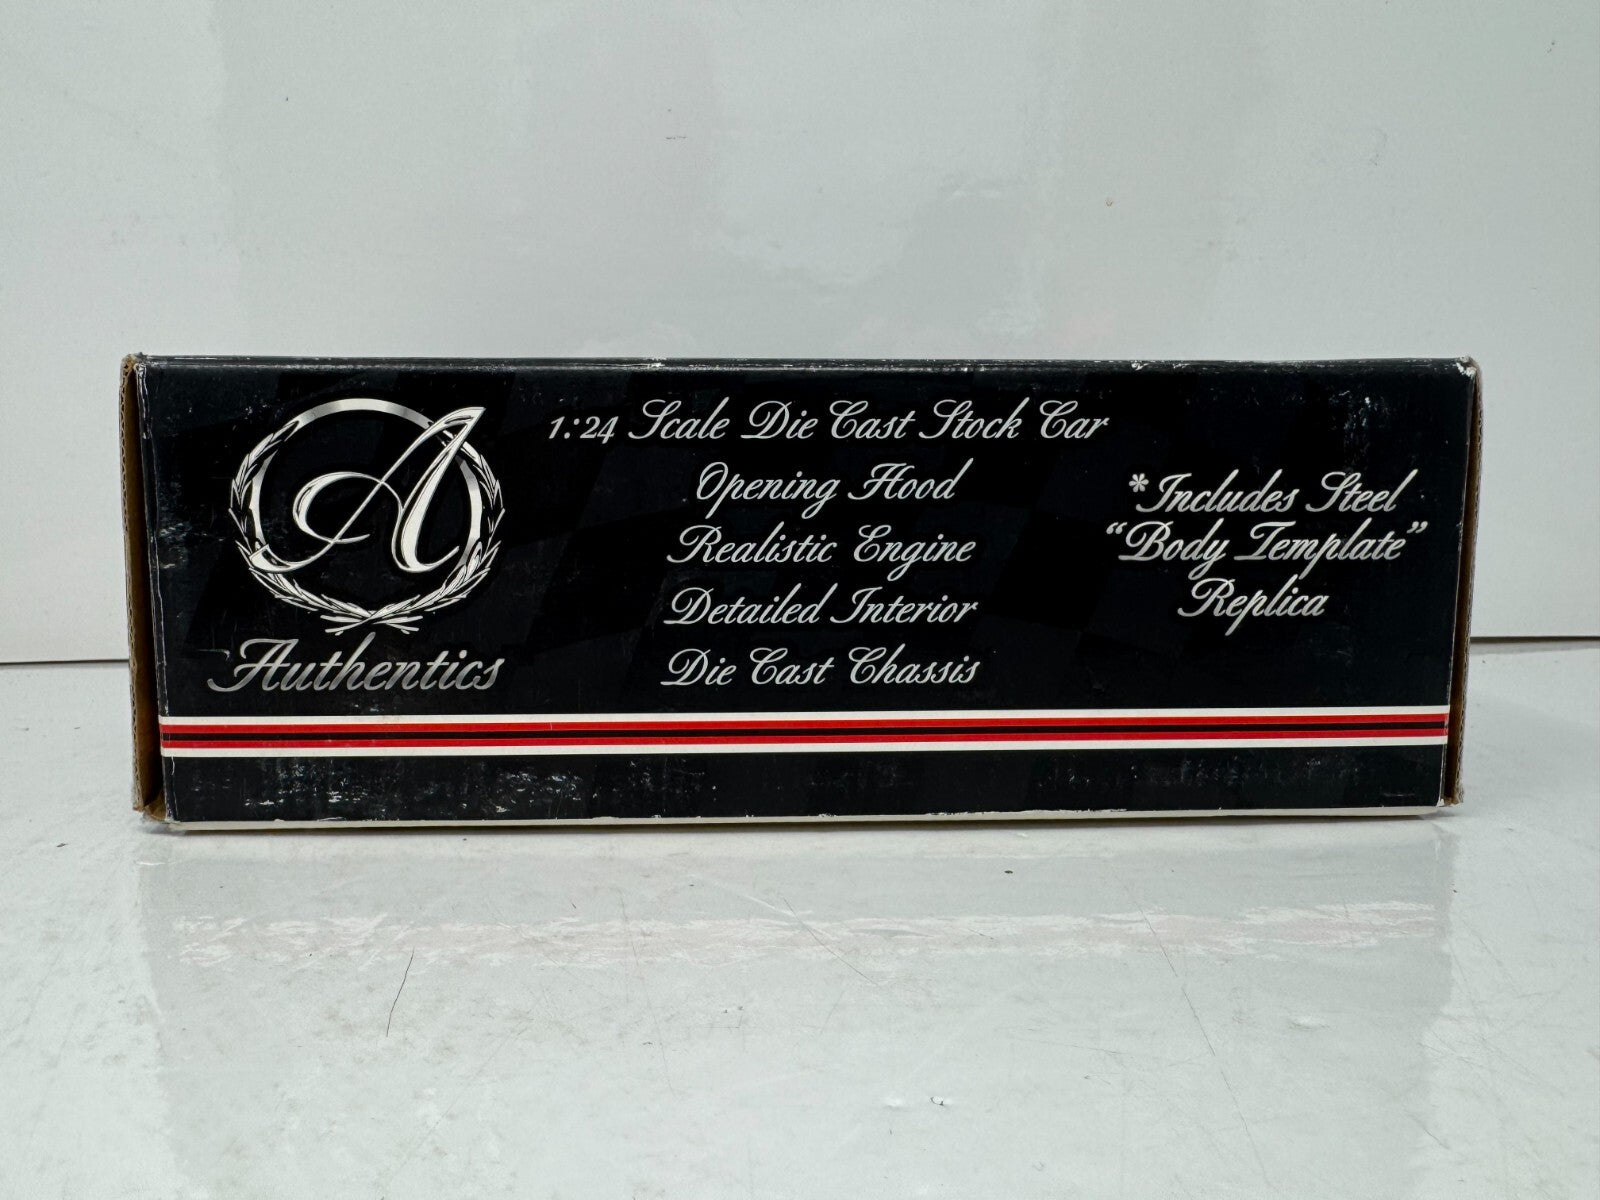 A
Authentics
1:24 Scale Die Cast Stock Car
Opening Hood
Realistic Engine
Detailed Interior
Die Cast Chassis
*Includes Steel
“Body Template”
Replica